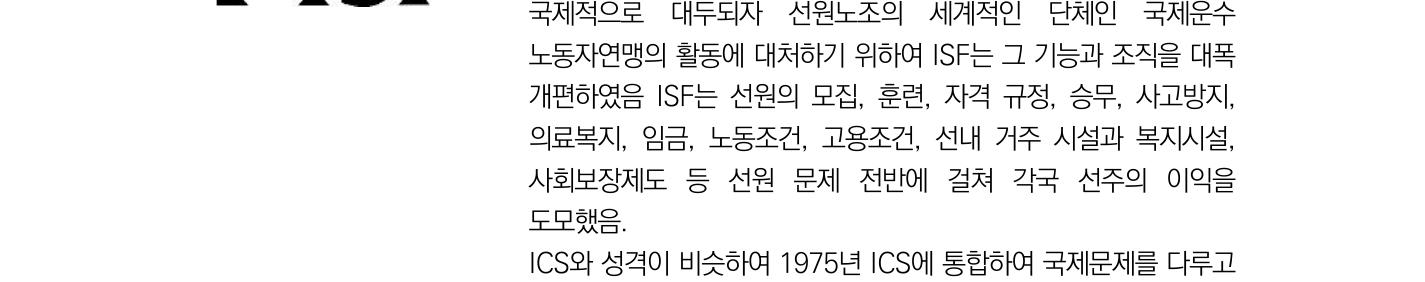 국제적으로 대두되자 선원노조의 세계적인 단체인 국제운수
노동자연맹의 활동에 대처하기 위하여 ISF는 그 기능과 조직을 대폭
개편하였음 ISF는 선원의 모집, 훈련, 자격 규정, 승무, 사고방지,
의료복지, 임금, 노동조건, 고용조건, 선내 거주 시설과 복지시설,
사회보장제도 등 선원 문제 전반에 걸쳐 각국 선주의 이익을
도모했음.
ICS와 성격이 비슷하여 1975년 ICS에 통합하여 국제문제를 다루고